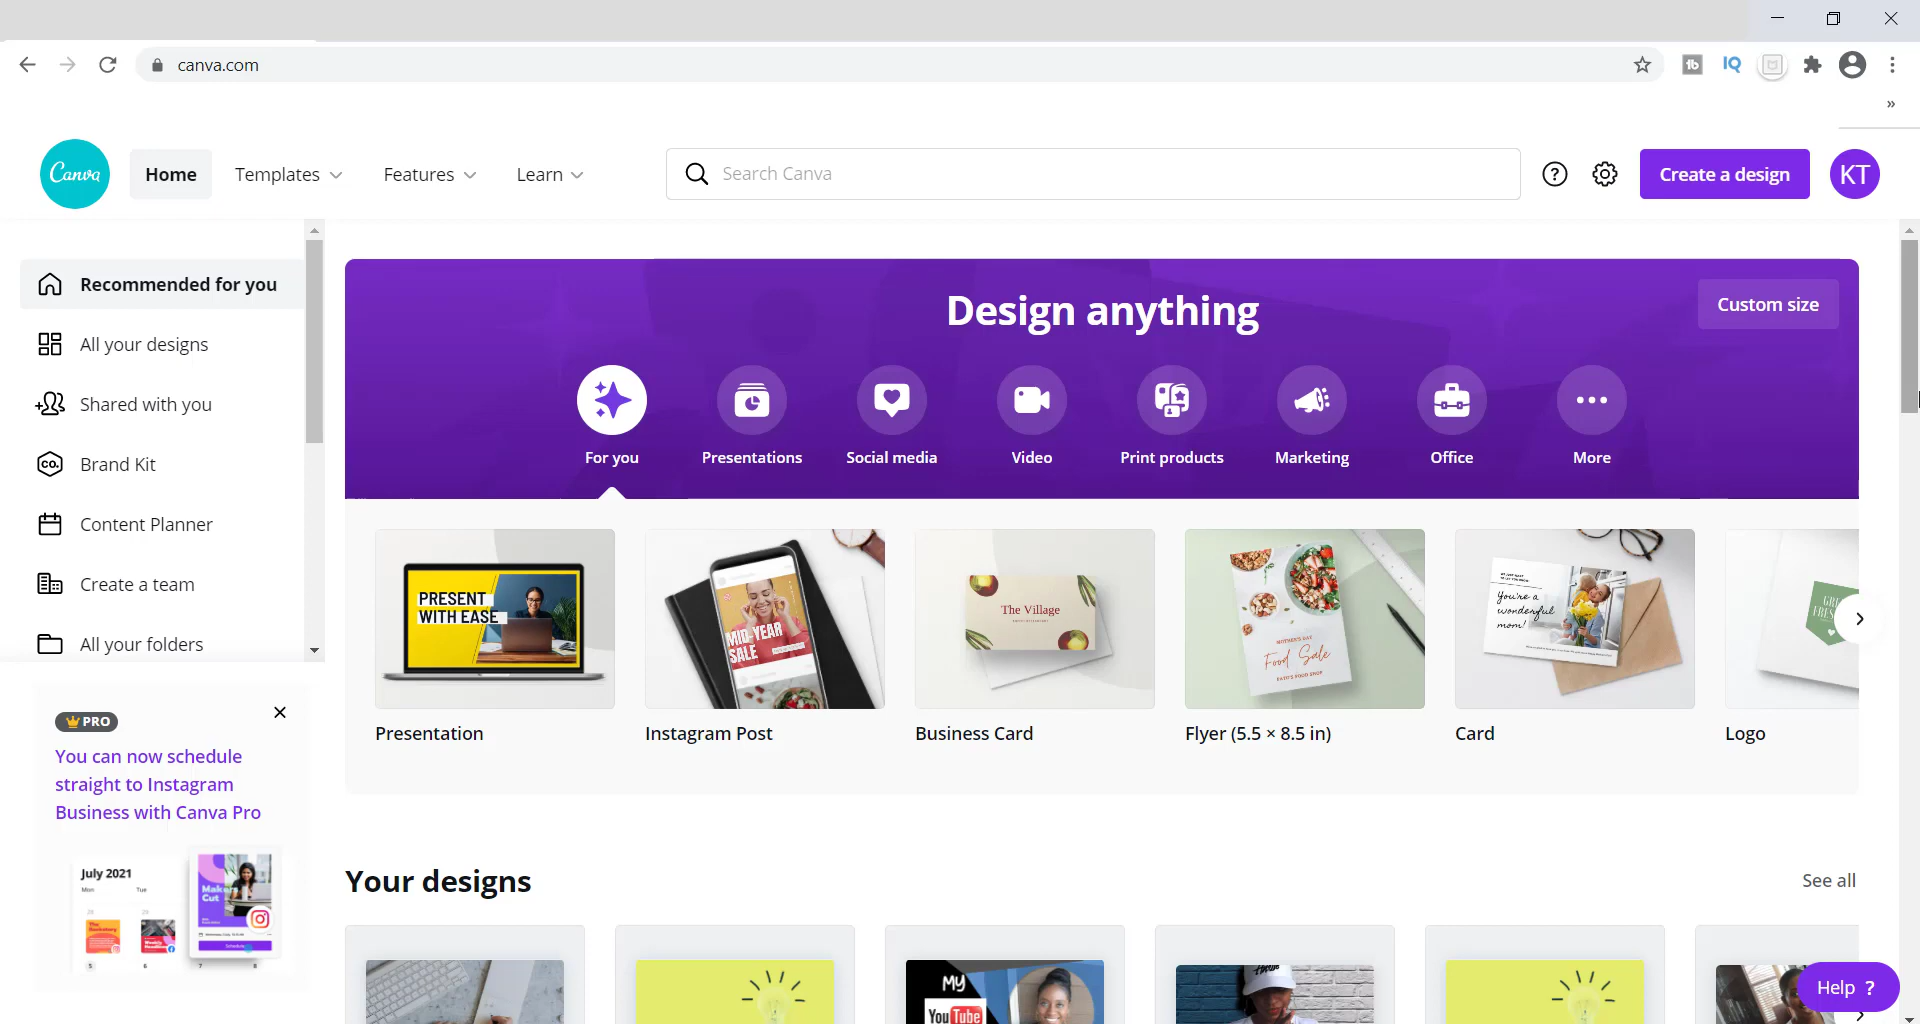 canva.com
»
Canva
Home
Templates
Features
Learn
Search Canva
Create a design
KT
Recommended for you
All your designs
Shared with you
Brand Kit
Content Planner
Create a team
All your folders
PRO
You can now schedule
straight to Instagram
Business with Canva Pro
July 2021
Mon Tue
Design anything
Custom size
For you
Presentations
Social media
Video
Print products
Marketing
Office
More
PRESENT
WITH EASE
MID-YEAR
SALE
The Village
Food Sale
You're a
wonderful
mom!
Presentation
Instagram Post
Business Card
Flyer (5.5 × 8.5 in)
Card
Logo
Your designs
See all
MY
YouTube
Help ?